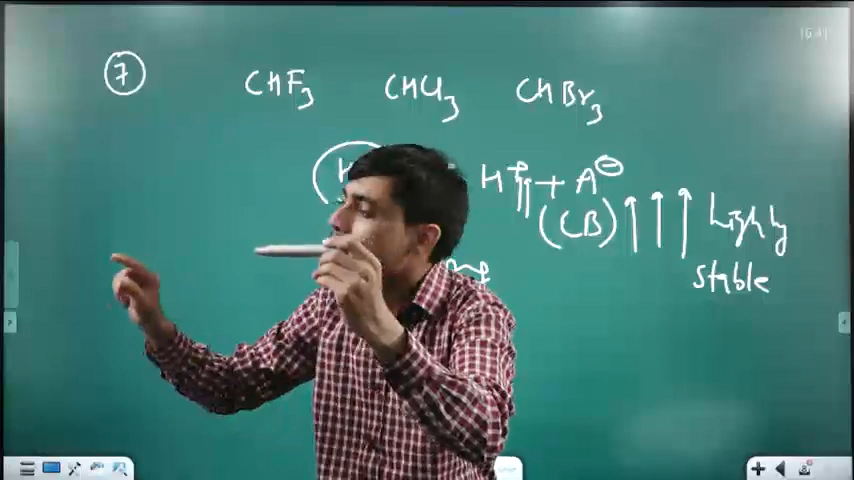 7 CHF3 CHCl3 CHBr3
H H⊕ + A⊖
(CB) ↑ ↑ ↑ highly
stable